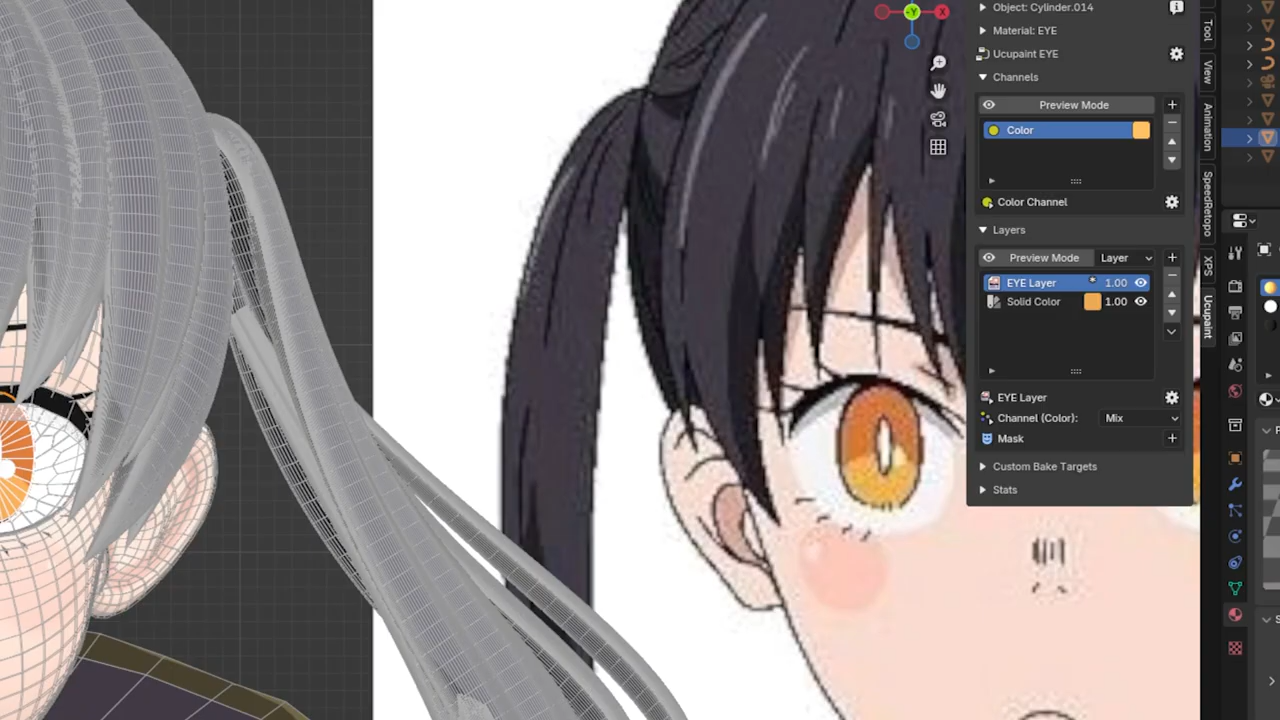 Object: Cylinder.014
Material: EYE
Ucupaint EYE
Channels
Preview Mode
Color
Color Channel
Layers
Preview Mode Layer
EYE Layer 1.00
Solid Color 1.00
EYE Layer
Channel (Color): Mix
Mask
Custom Bake Targets
Stats
-Y
X
Tool
View
Animation
SpeedRetopo
XPS
Ucupaint